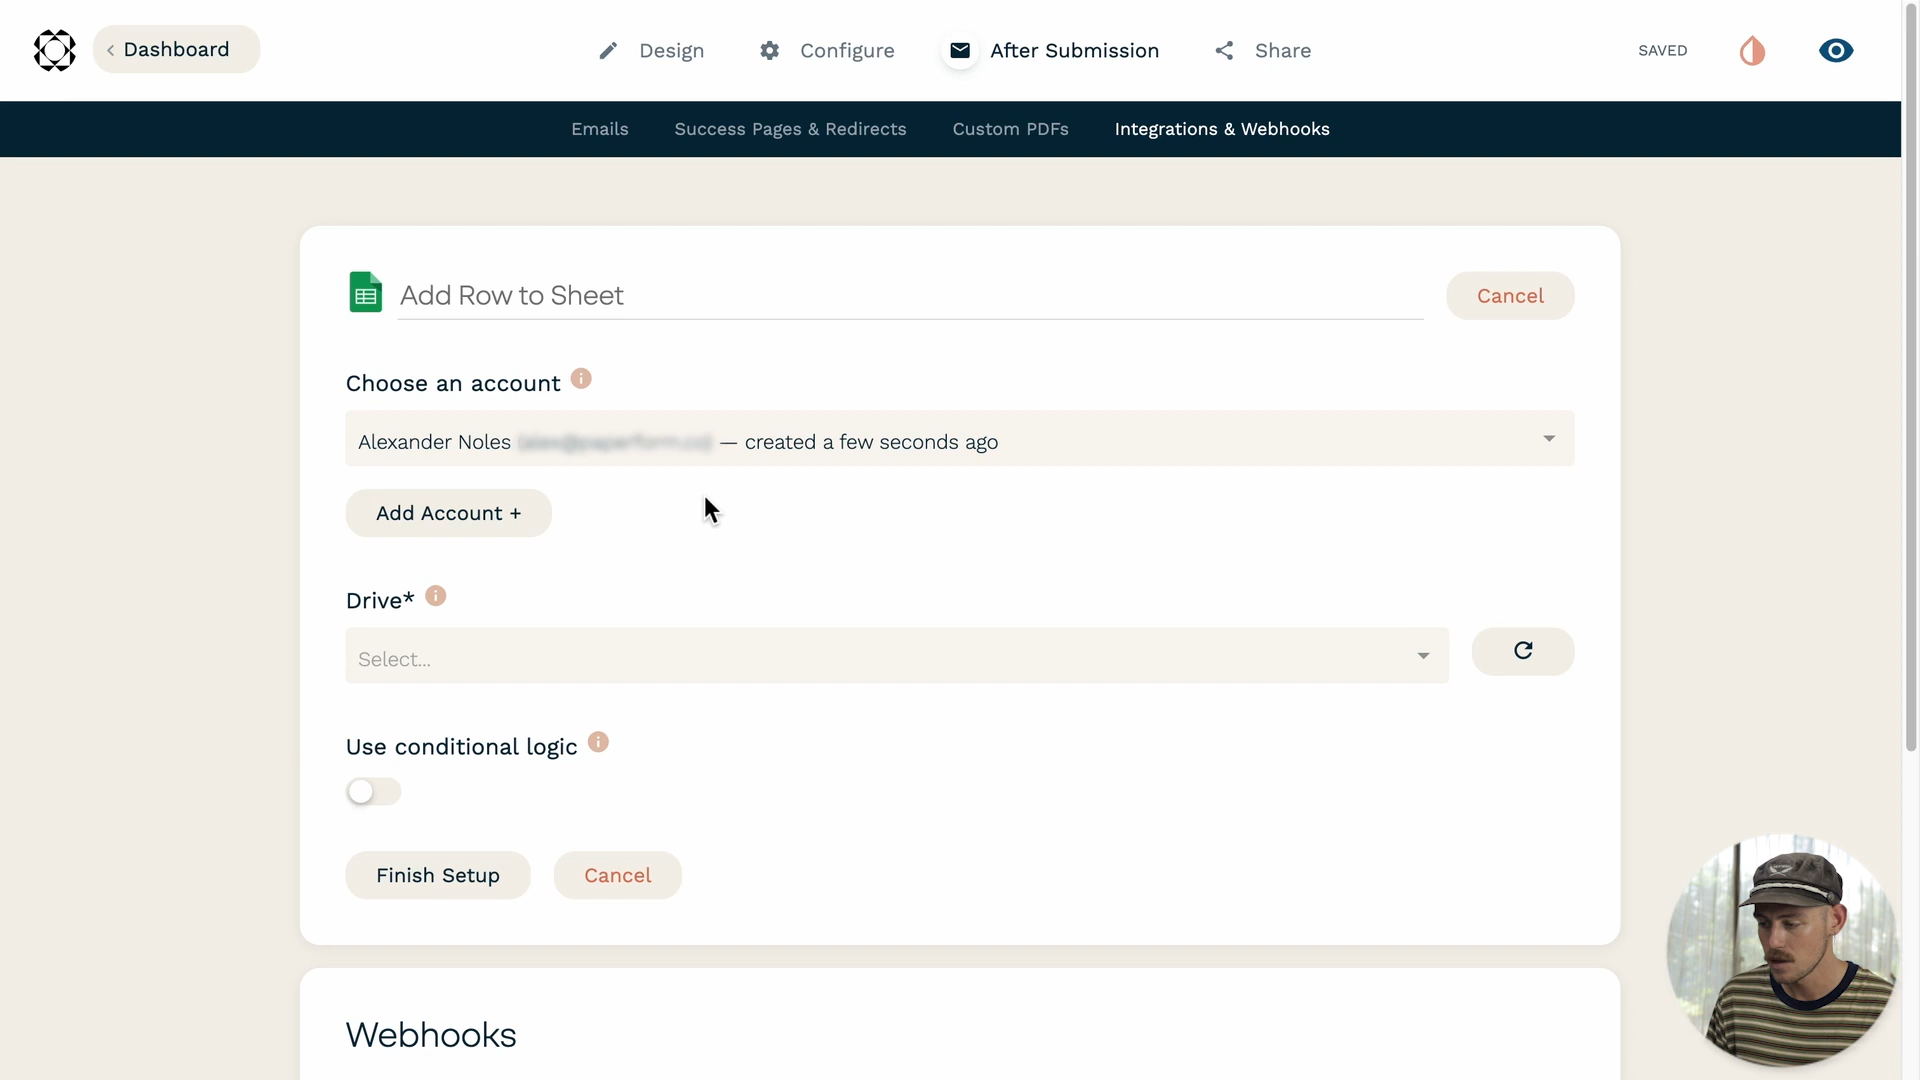 Dashboard
Design
Configure
After Submission
Share
SAVED
Emails
Success Pages & Redirects
Custom PDFs
Integrations & Webhooks
Add Row to Sheet
Cancel
Choose an account
Alexander Noles — created a few seconds ago
Add Account +
Drive*
Select...
Use conditional logic
Finish Setup
Cancel
Webhooks